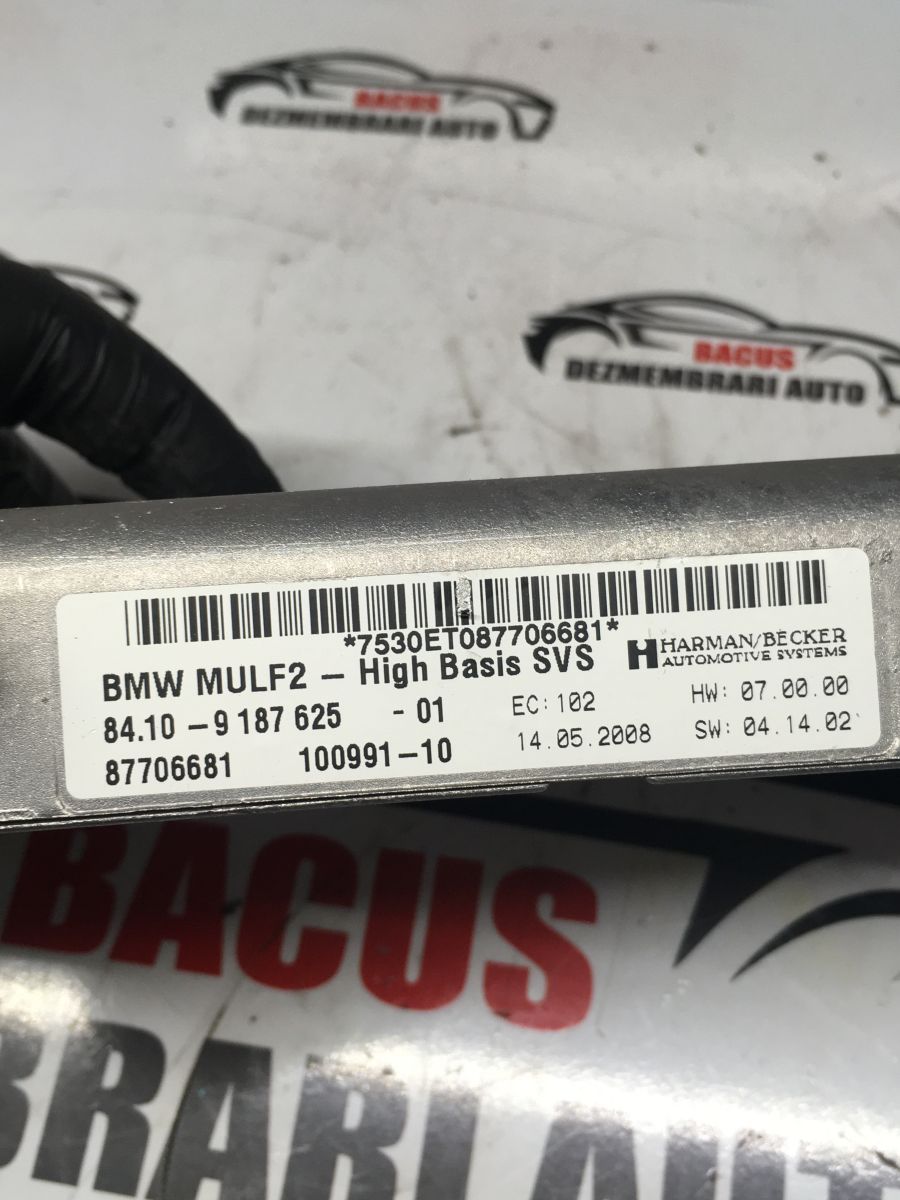 BACUS
DEZMEMBRARI AUTO
BACUS
DEZMEMBRARI AUTO
*7530ET087706681*
BMW MULF2 – High Basis SVS
HARMAN/BECKER
AUTOMOTIVE SYSTEMS
84.10 – 9 187 625 - 01
EC: 102
HW: 07.00.00
87706681 100991–10
14.05.2008
SW: 04.14.02
BACUS
BRARI AUT